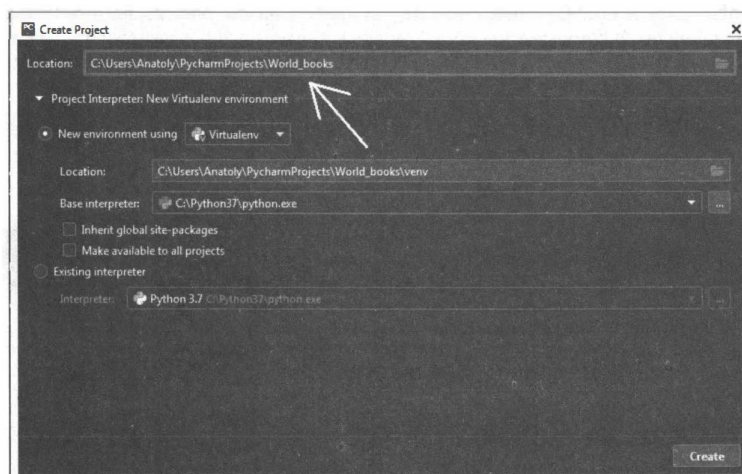 PC Create Project
Location: C:\Users\Anatoly\PycharmProjects\World_books
Project Interpreter: New Virtualenv environment
New environment using Virtualenv
Location: C:\Users\Anatoly\PycharmProjects\World_books\venv
Base interpreter: C:\Python37\python.exe
...
Inherit global site-packages
Make available to all projects
Existing interpreter
Interpreter: Python 3.7 C:\Python37\python.exe
...
Create